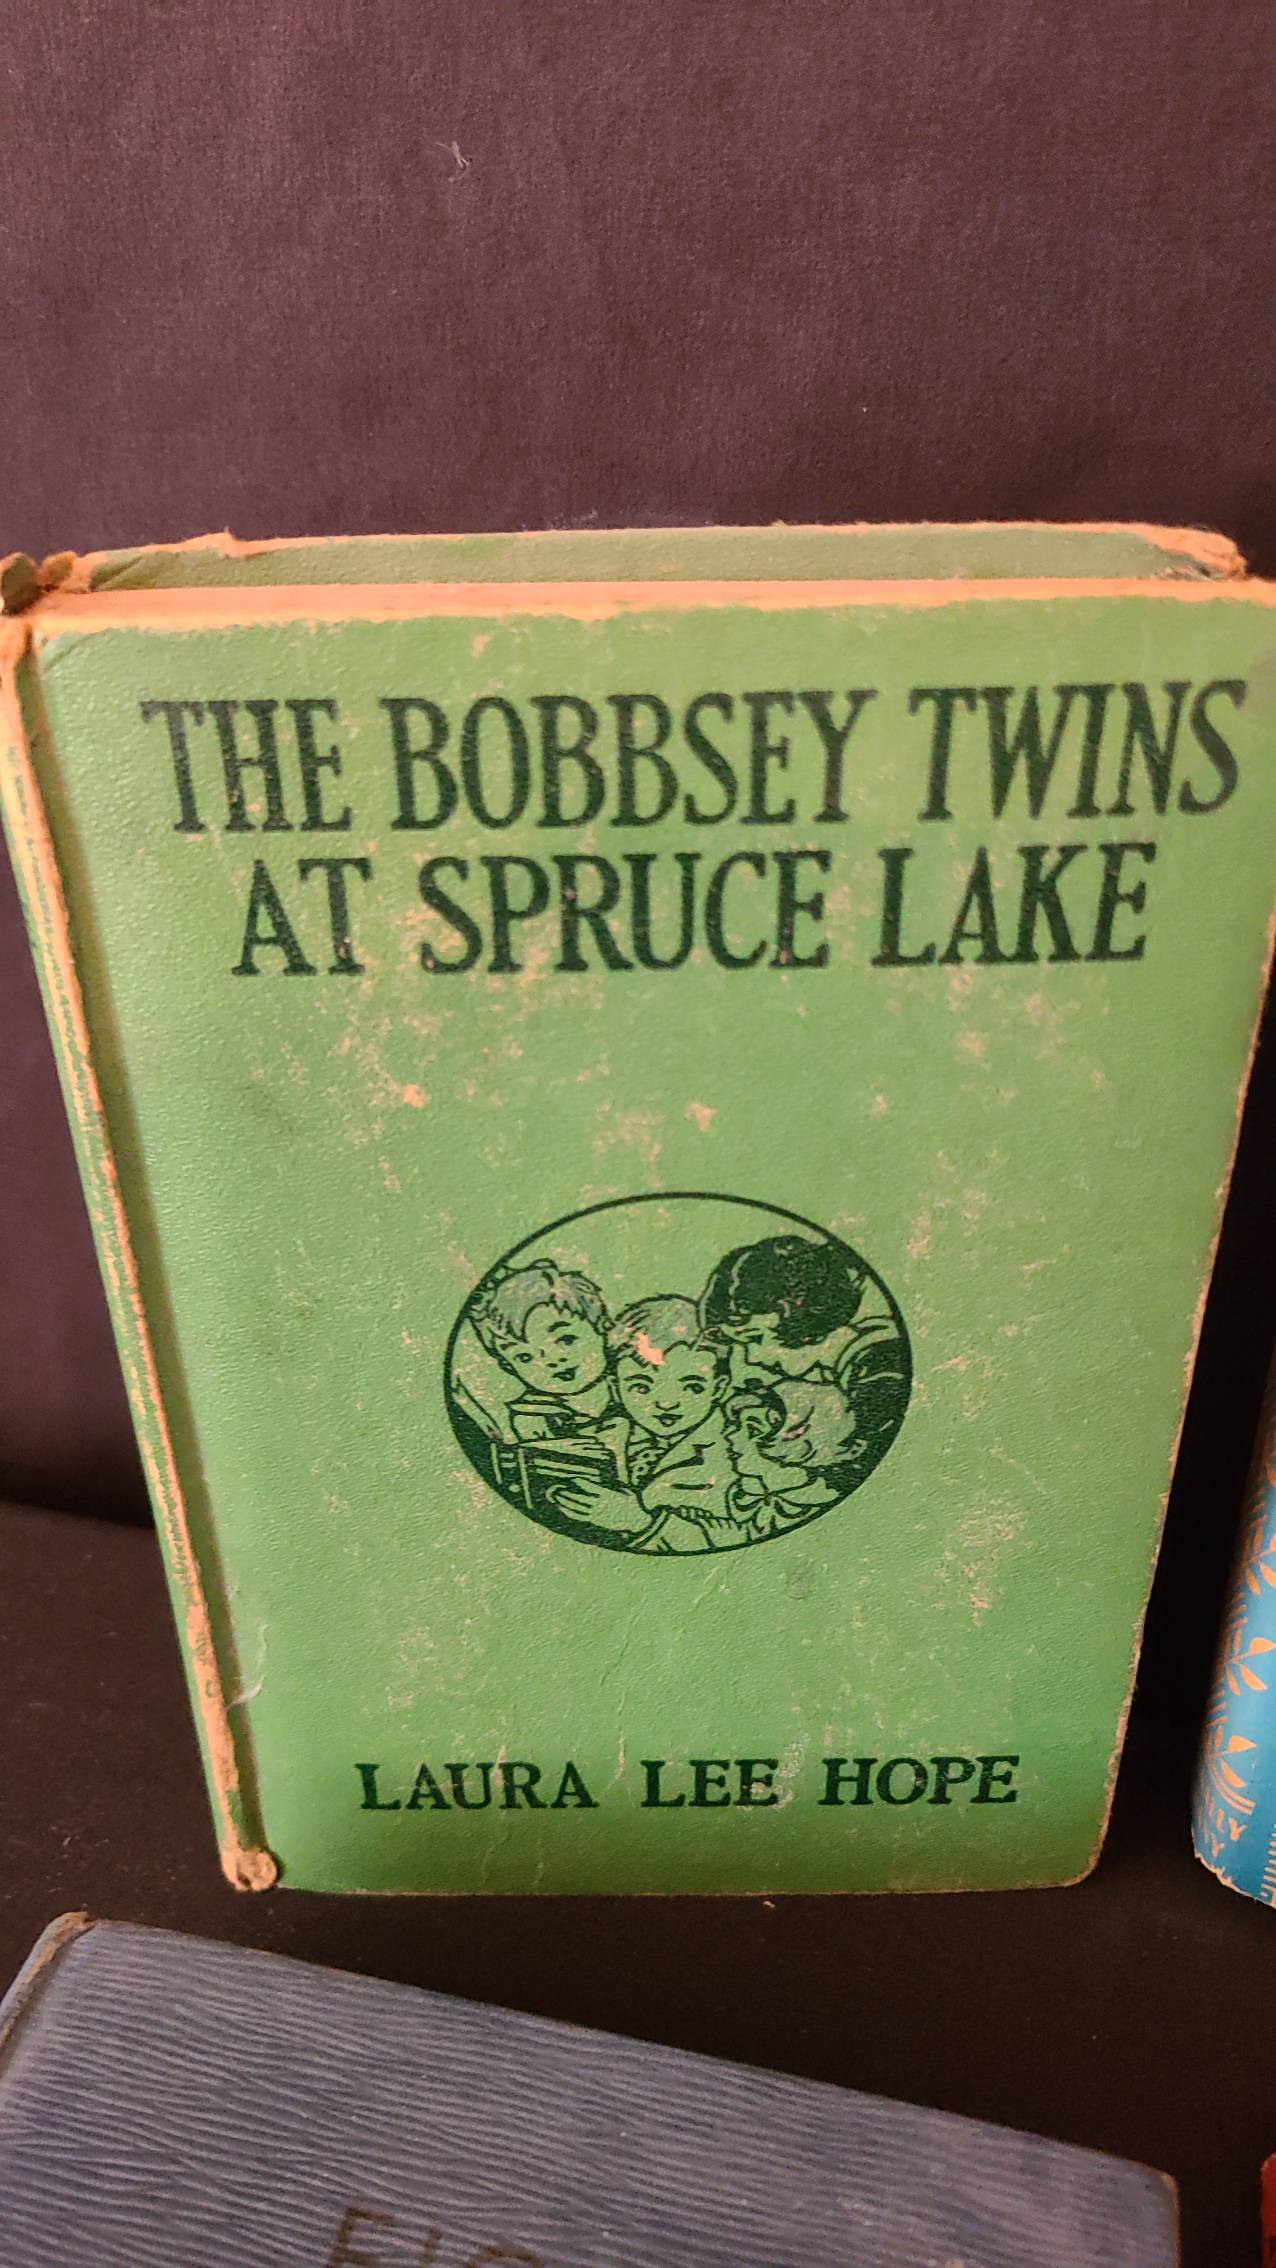 THE BOBBSEY TWINS
AT SPRUCE LAKE
LAURA LEE HOPE